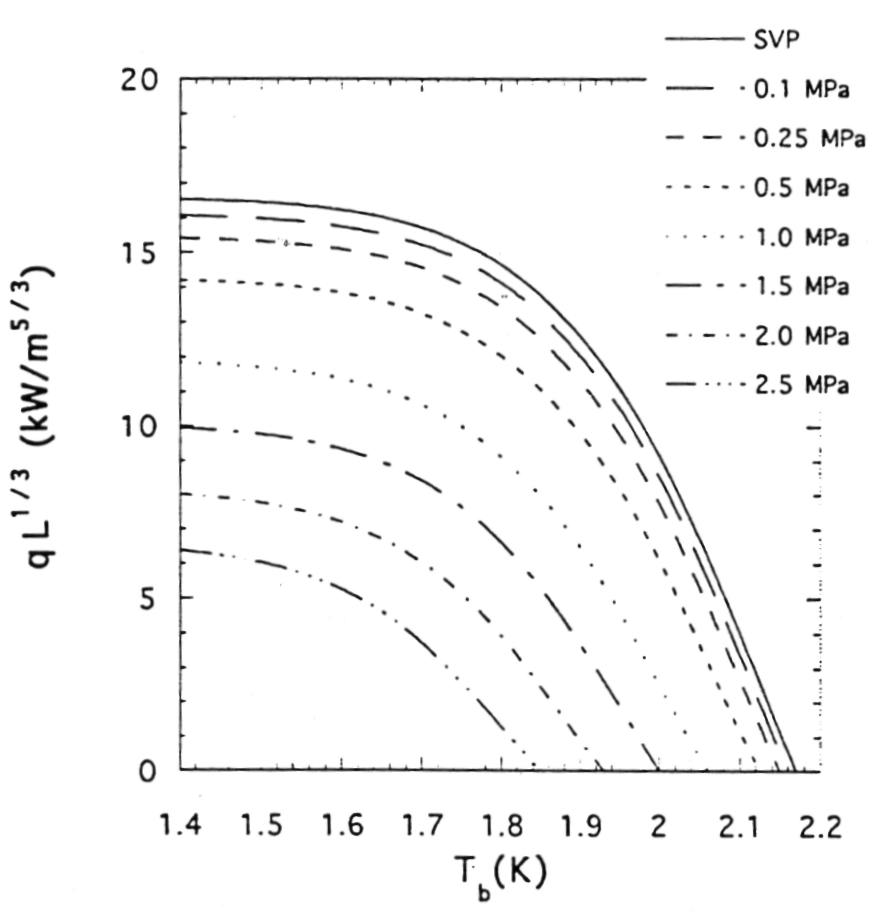 SVP
0.1 MPa
0.25 MPa
0.5 MPa
1.0 MPa
1.5 MPa
2.0 MPa
2.5 MPa
20
15
10
5
0
q L^1/3 (kW/m^5/3)
1.4 1.5 1.6 1.7 1.8 1.9 2 2.1 2.2
T_b (K)